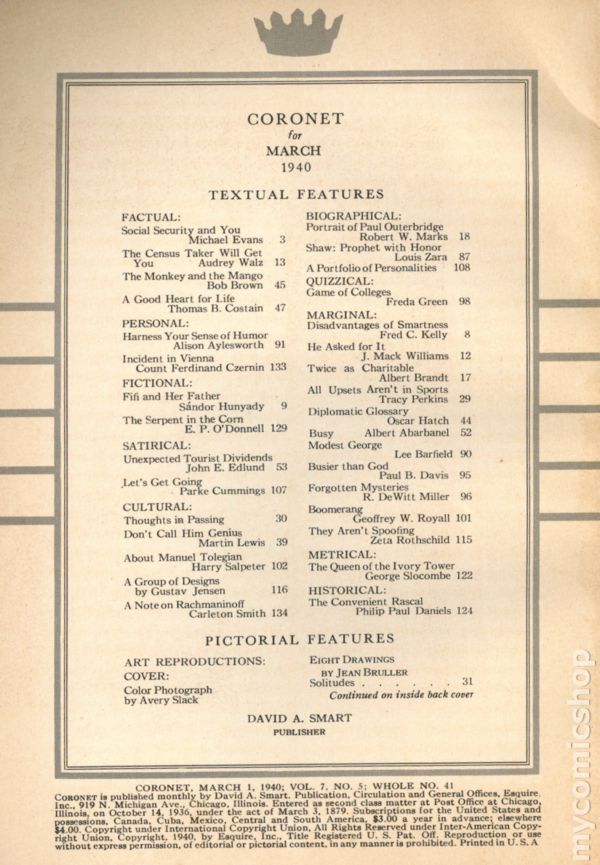 CORONET
for
MARCH
1940
TEXTUAL FEATURES
FACTUAL:
Social Security and You
Michael Evans 3
The Census Taker Will Get
You Audrey Walz 13
The Monkey and the Mango
Bob Brown 45
A Good Heart for Life
Thomas B. Costain 47
PERSONAL:
Harness Your Sense of Humor
Alison Aylesworth 91
Incident in Vienna
Count Ferdinand Czernin 133
FICTIONAL:
Fifi and Her Father
Sándor Hunyady 9
The Serpent in the Corn
E. P. O'Donnell 129
SATIRICAL:
Unexpected Tourist Dividends
John E. Edlund 53
Let's Get Going
Parke Cummings 107
CULTURAL:
Thoughts in Passing 30
Don't Call Him Genius
Martin Lewis 39
About Manuel Tolegian
Harry Salpeter 102
A Group of Designs
by Gustav Jensen 116
A Note on Rachmaninoff
Carleton Smith 134
BIOGRAPHICAL:
Portrait of Paul Outerbridge
Robert W. Marks 18
Shaw: Prophet with Honor
Louis Zara 87
A Portfolio of Personalities 108
QUIZZICAL:
Game of Colleges
Freda Green 98
MARGINAL:
Disadvantages of Smartness
Fred C. Kelly 8
He Asked for It
J. Mack Williams 12
Twice as Charitable
Albert Brandt 17
All Upsets Aren't in Sports
Tracy Perkins 29
Diplomatic Glossary
Oscar Hatch 44
Busy Albert Abarbanel 52
Modest George
Lee Barfield 90
Busier than God
Paul B. Davis 95
Forgotten Mysteries
R. DeWitt Miller 96
Boomerang
Geoffrey W. Royall 101
They Aren't Spoofing
Zeta Rothschild 115
METRICAL:
The Queen of the Ivory Tower
George Slocombe 122
HISTORICAL:
The Convenient Rascal
Philip Paul Daniels 124
PICTORIAL FEATURES
ART REPRODUCTIONS:
COVER:
Color Photograph
by Avery Slack
EIGHT DRAWINGS
BY JEAN BRULLER
Solitudes . . . . . . 31
Continued on inside back cover
DAVID A. SMART
PUBLISHER
CORONET, MARCH 1, 1940; VOL. 7, NO. 5; WHOLE NO. 41
CORONET is published monthly by David A. Smart. Publication, Circulation and General Offices, Esquire,
Inc., 919 N. Michigan Ave., Chicago, Illinois. Entered as second class matter at Post Office at Chicago,
Illinois, on October 14, 1936, under the act of March 3, 1879. Subscriptions for the United States and
possessions, Canada, Cuba, Mexico, Central and South America, $3.00 a year in advance; elsewhere
$4.00. Copyright under International Copyright Union, All Rights Reserved under Inter-American Copy-
right Union, Copyright, 1940, by Esquire, Inc., Title Registered U. S. Pat. Off. Reproduction or use
without express permission, of editorial or pictorial content, in any manner is prohibited. Printed in U. S. A
mycomicshop